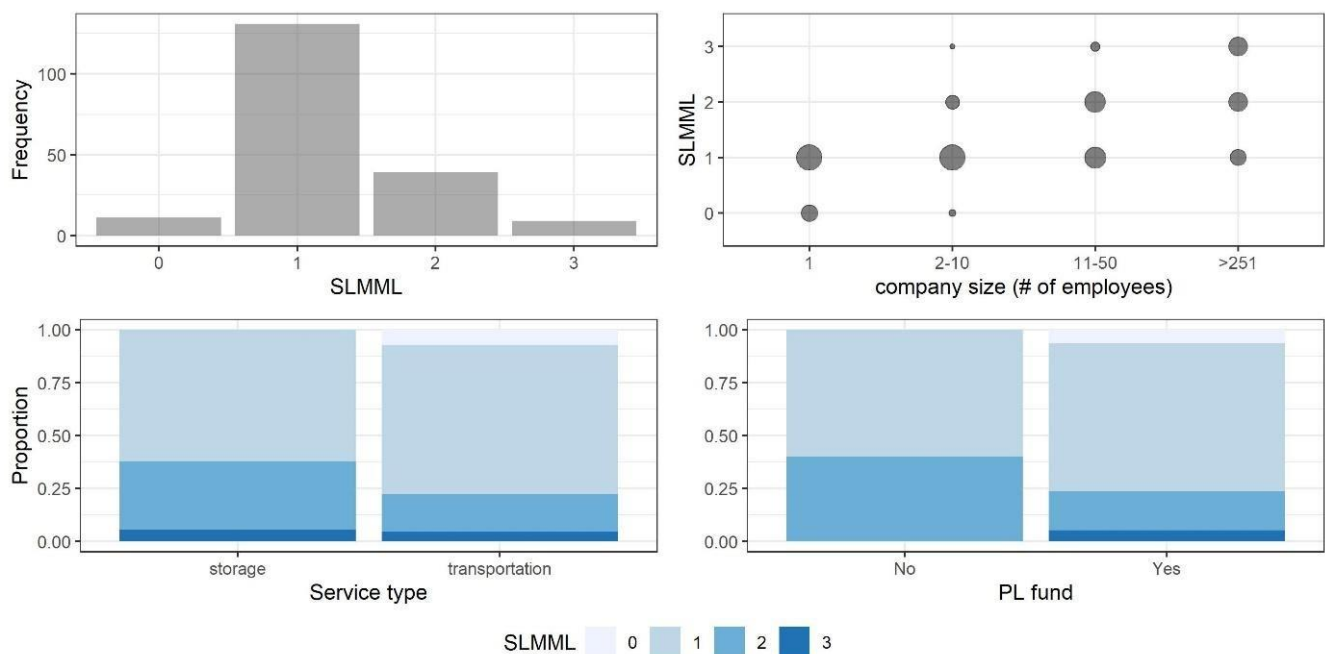 Frequency
100
50
0
0 1 2 3
SLMML
SLMML
3
2
1
0
1 2-10 11-50 >251
company size (# of employees)
Proportion
1.00
0.75
0.50
0.25
0.00
storage transportation
Service type
1.00
0.75
0.50
0.25
0.00
No Yes
PL fund
SLMML 0 1 2 3